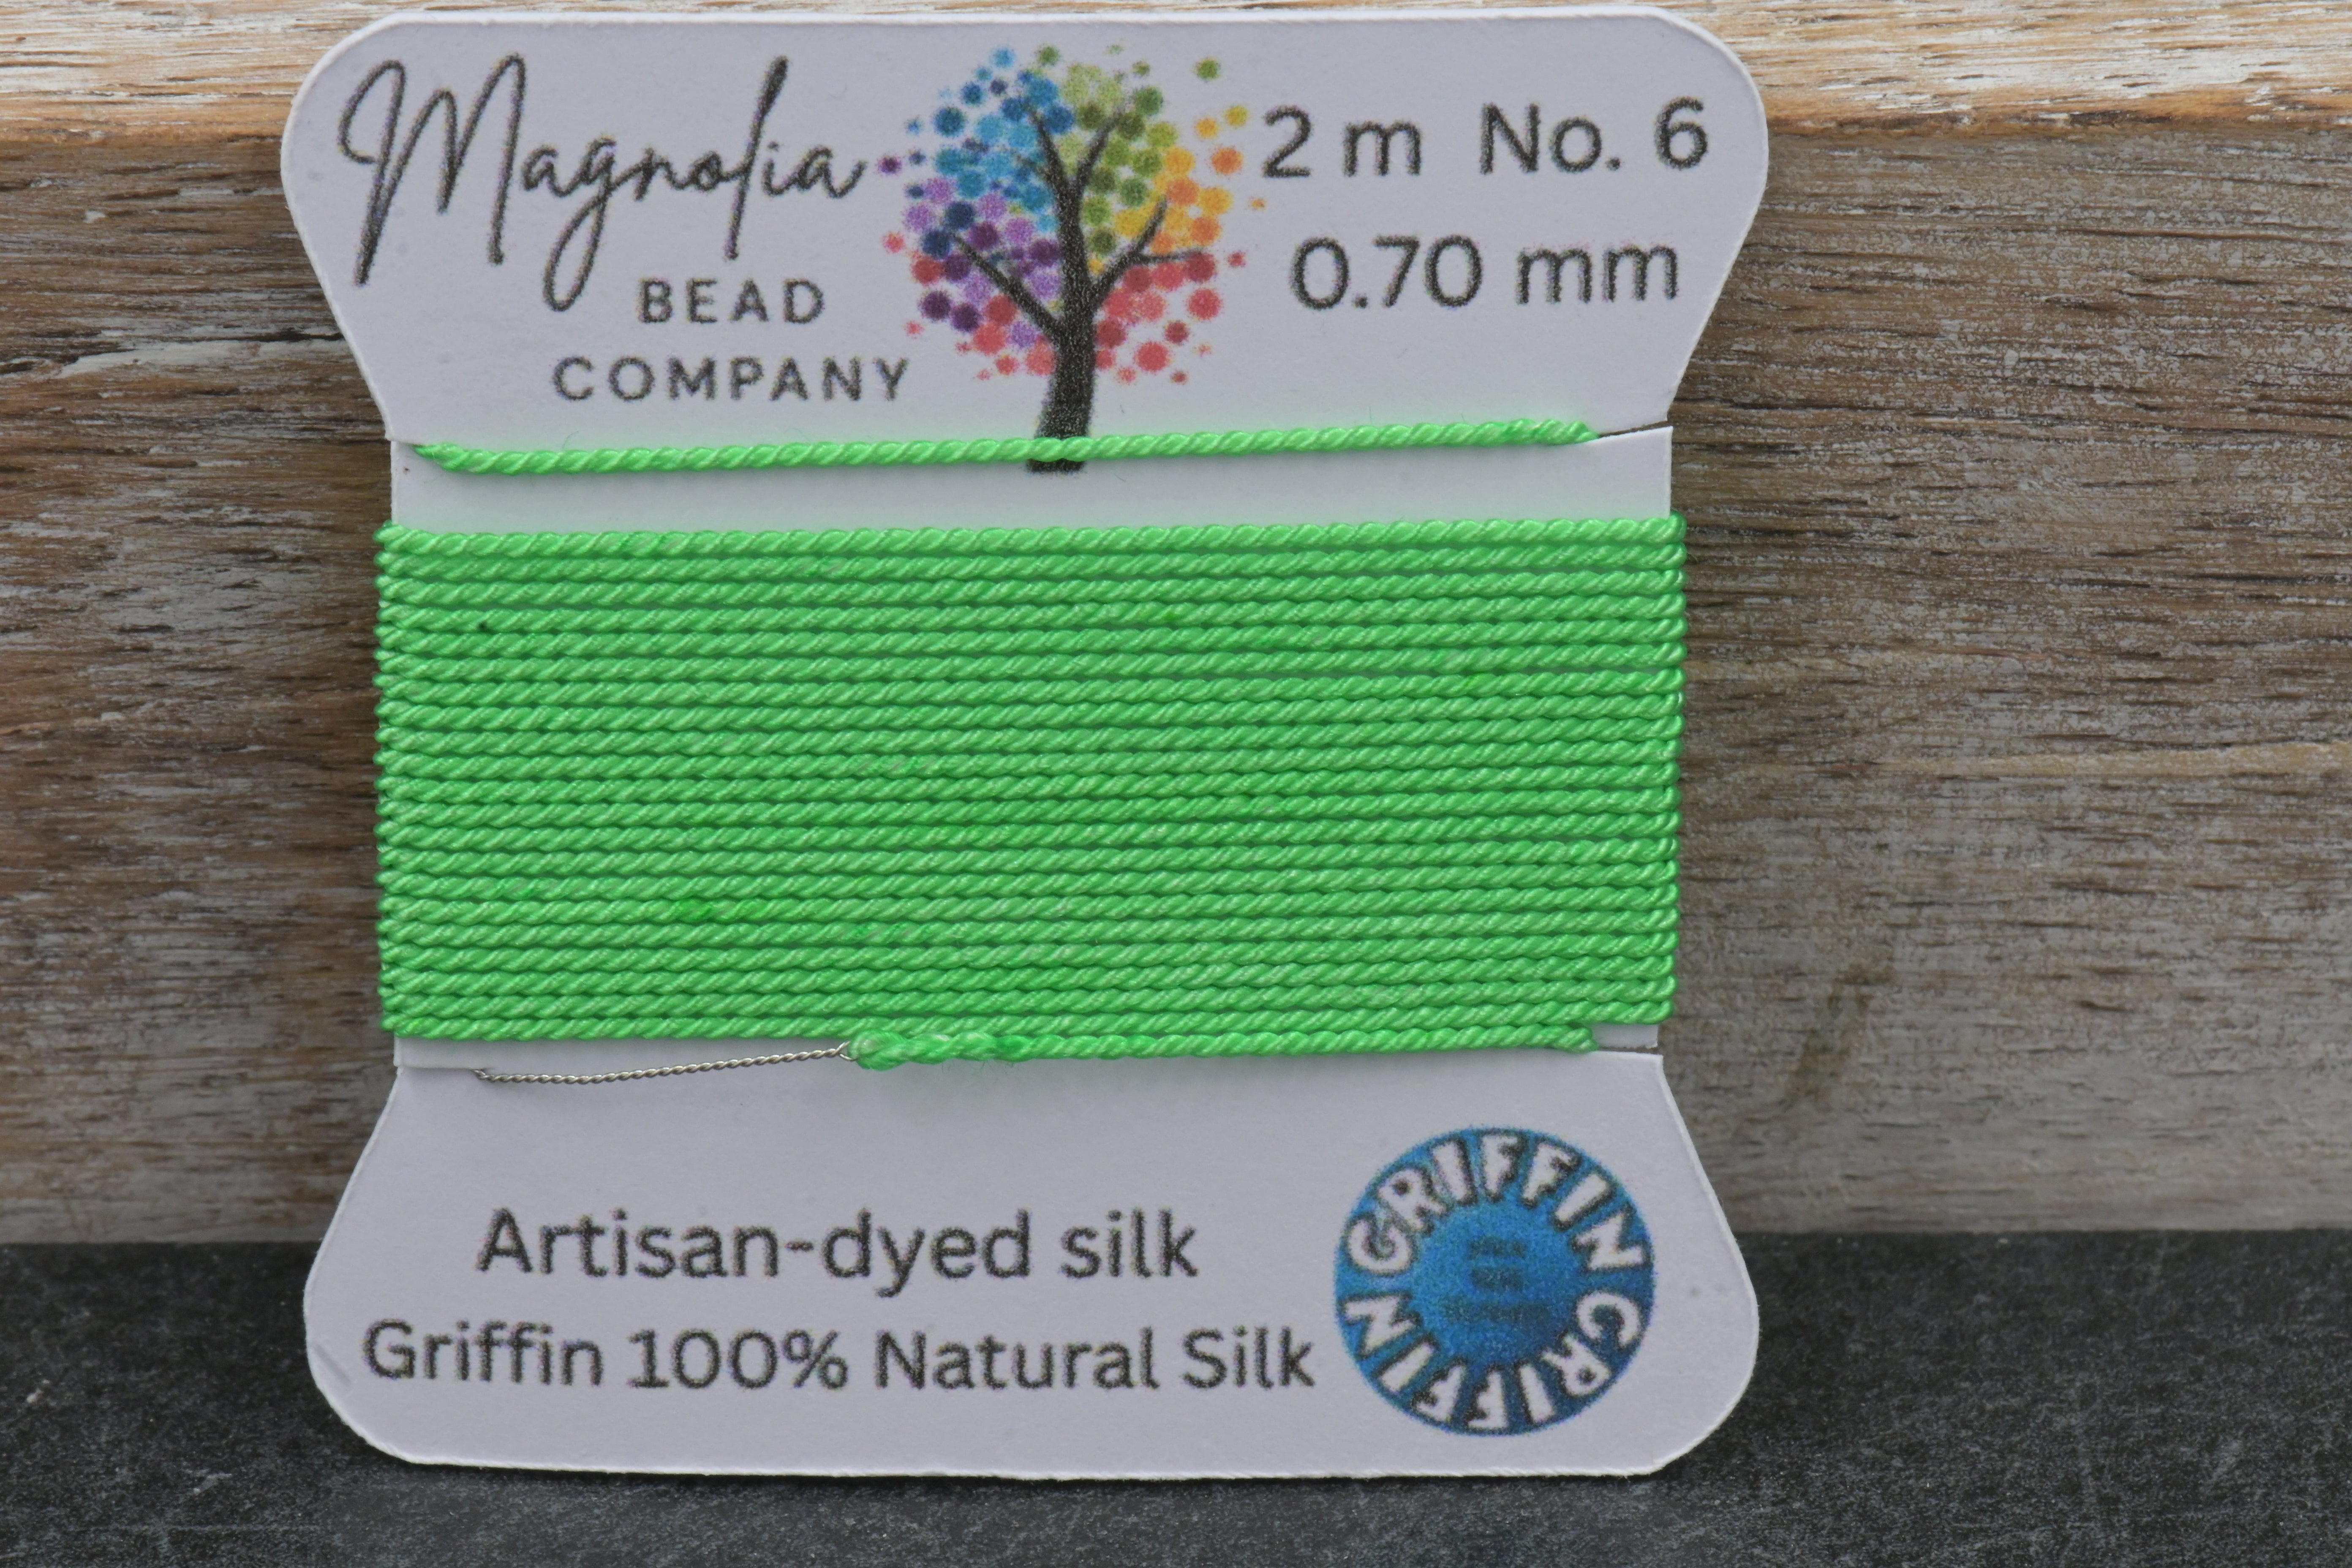 Magnolia
BEAD
COMPANY
2 m No. 6
0.70 mm
Artisan-dyed silk
Griffin 100% Natural Silk
GRIFFIN GRIFFIN